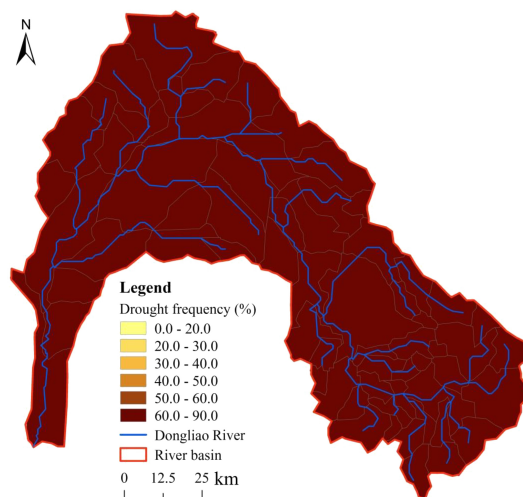 N
Legend
Drought frequency (%)
0.0 - 20.0
20.0 - 30.0
30.0 - 40.0
40.0 - 50.0
50.0 - 60.0
60.0 - 90.0
Dongliao River
River basin
0 12.5 25 km